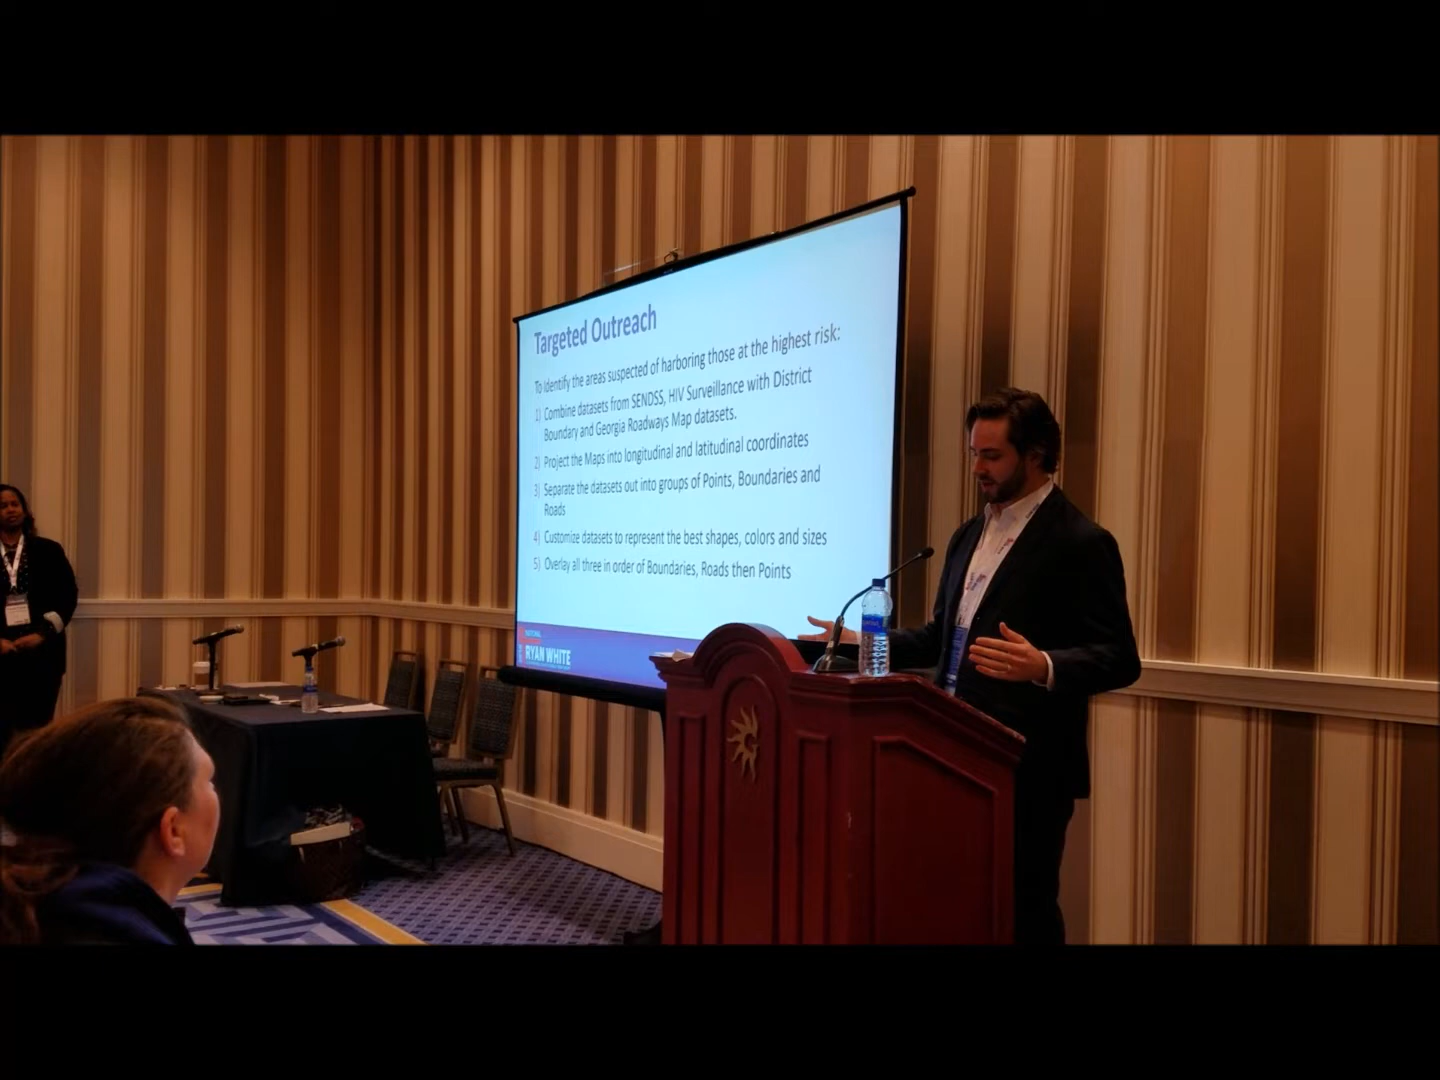 Targeted Outreach
To Identify the areas suspected of harboring those at the highest risk:
1) Combine datasets from SENDSS, HIV Surveillance with District
Boundary and Georgia Roadways Map datasets.
2) Project the Maps into longitudinal and latitudinal coordinates
3) Separate the datasets out into groups of Points, Boundaries and
Roads
4) Customize datasets to represent the best shapes, colors and sizes
5) Overlay all three in order of Boundaries, Roads then Points
NATIONAL
RYAN WHITE